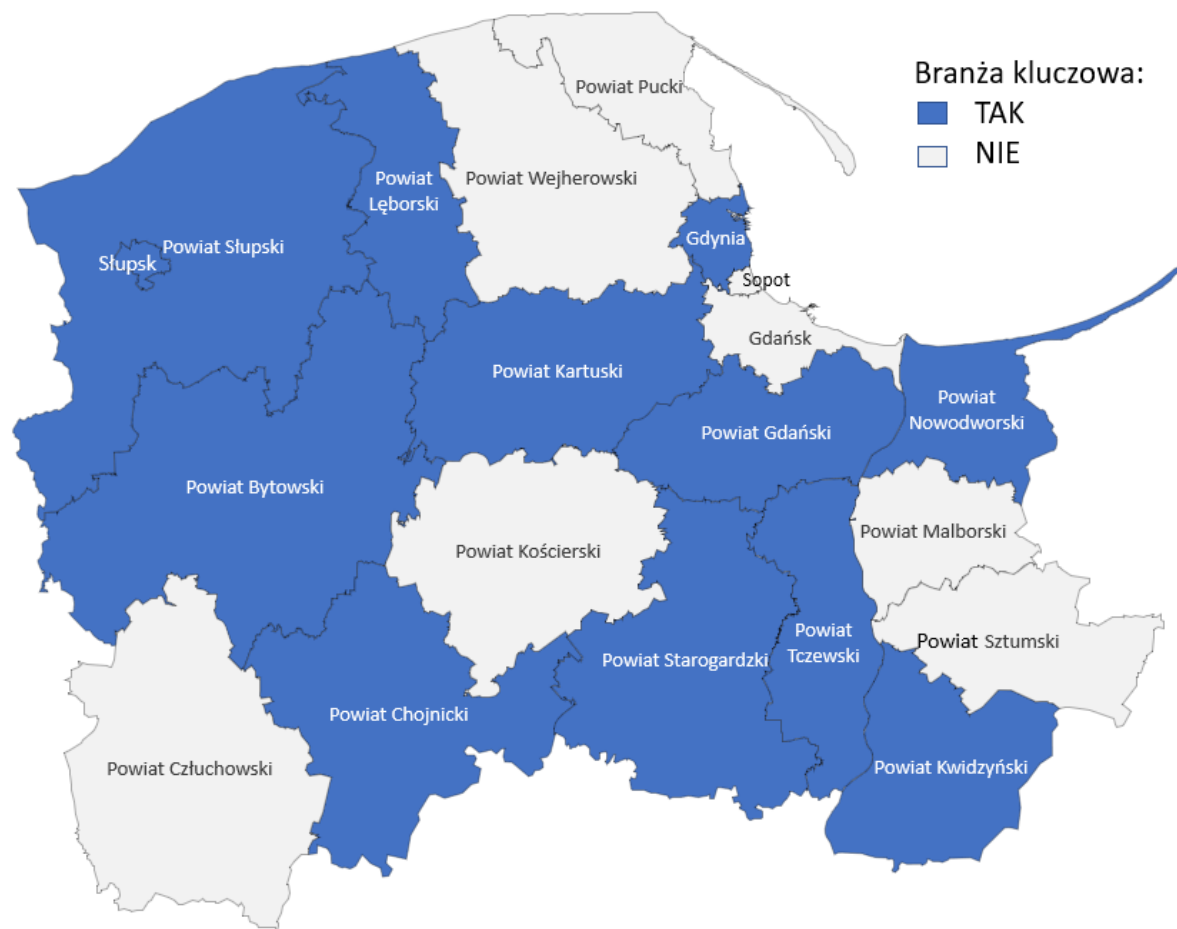 Branża kluczowa:
TAK
NIE
Powiat Pucki
Powiat Wejherowski
Powiat
Lęborski
Powiat Słupski
Słupsk
Gdynia
Sopot
Gdańsk
Powiat Kartuski
Powiat Gdański
Powiat
Nowodworski
Powiat Bytowski
Powiat Kościerski
Powiat Malborski
Powiat Sztumski
Powiat
Tczewski
Powiat Starogardzki
Powiat Chojnicki
Powiat Człuchowski
Powiat Kwidzyński